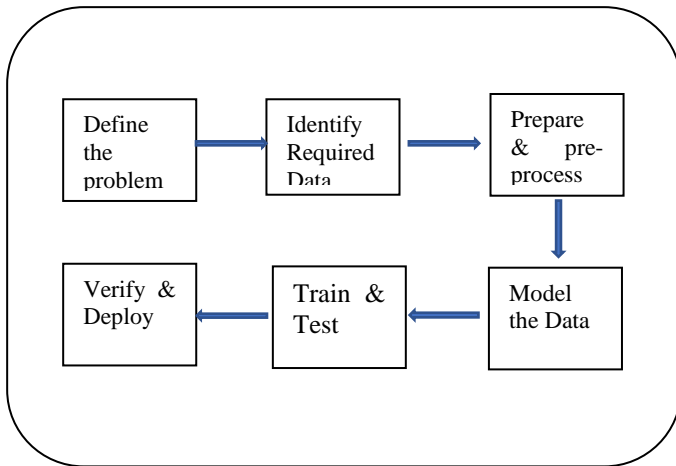 Define
the
problem
Identify
Required
Data
Prepare
& pre-
process
Model
the Data
Train &
Test
Verify &
Deploy